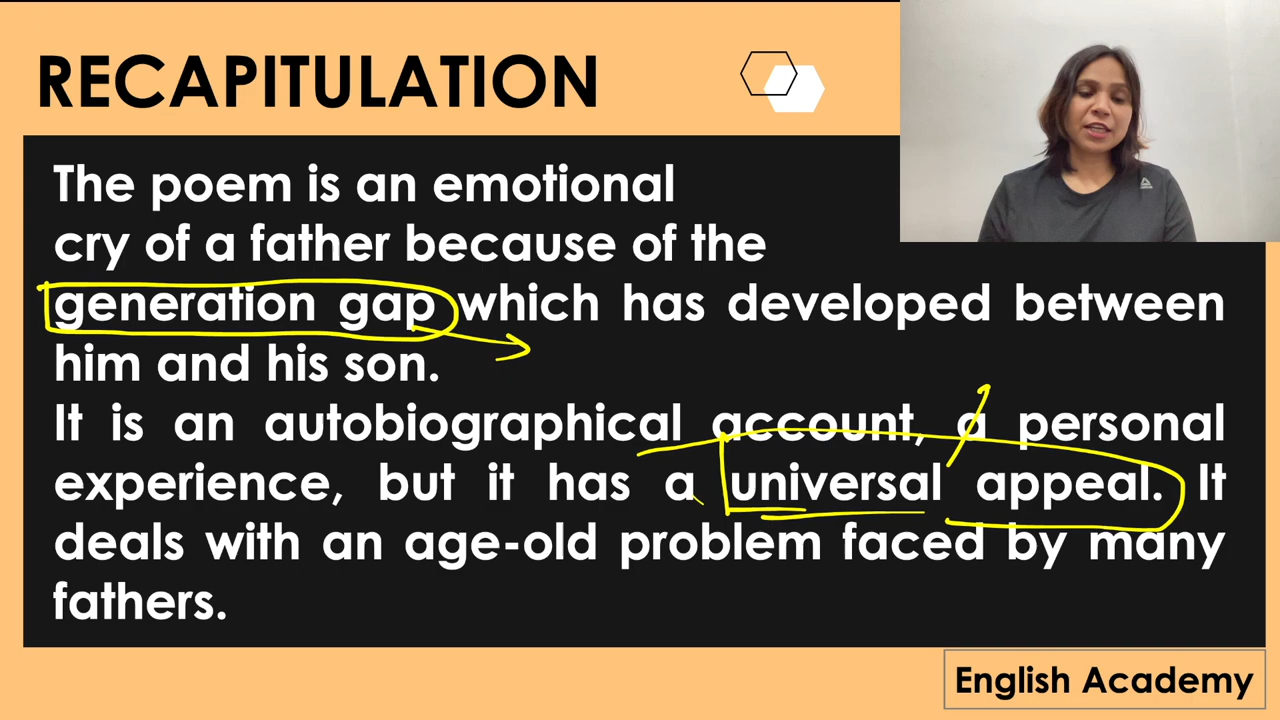 RECAPITULATION
The poem is an emotional
cry of a father because of the
generation gap which has developed between
him and his son.
It is an autobiographical account, a personal
experience, but it has a universal appeal. It
deals with an age-old problem faced by many
fathers.
English Academy